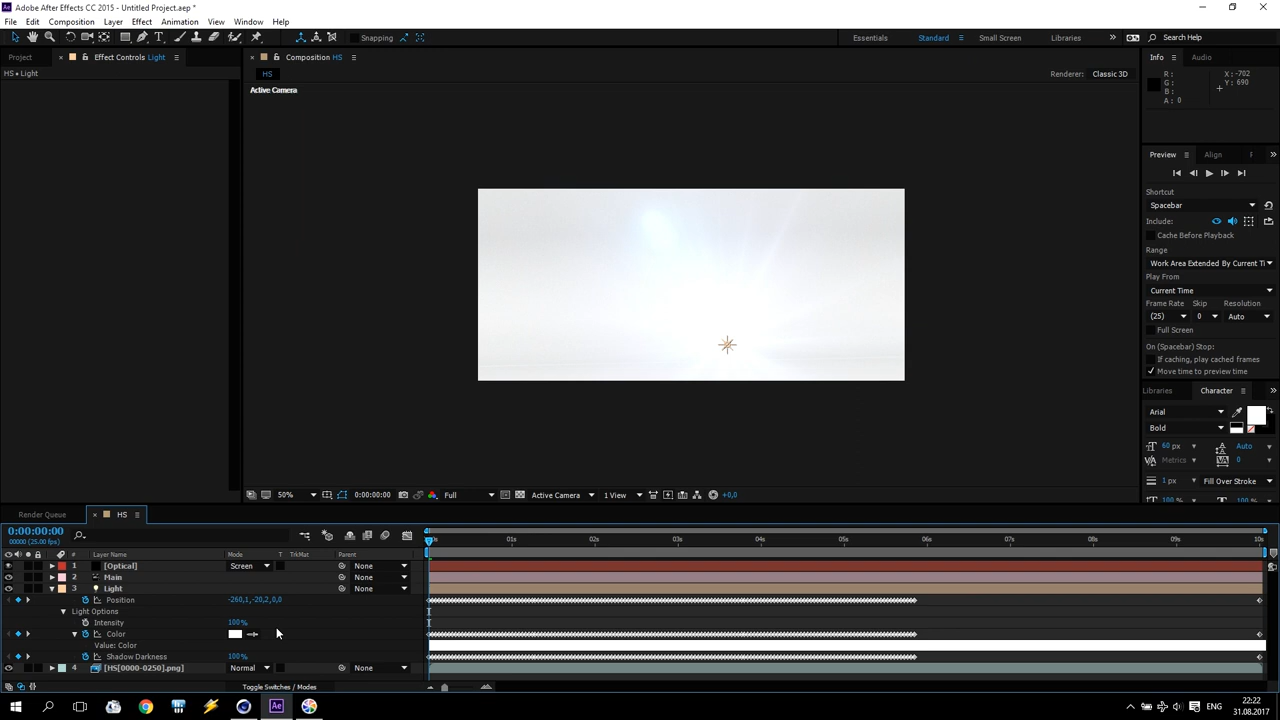 Adobe After Effects CC 2015 - Untitled Project.aep *
File Edit Composition Layer Effect Animation View Window Help
Snapping Essentials Standard Small Screen Libraries Search Help
Project Effect Controls Light Composition HS Info Audio
HS • Light HS Renderer: Classic 3D
Active Camera
R : X: -702
G : Y: 690
B :
A : 0
Preview Align
Shortcut
Spacebar
Include:
Cache Before Playback
Range
Work Area Extended By Current Ti
Play From
Current Time
Frame Rate Skip Resolution
(25) 0 Auto
Full Screen
On (Spacebar) Stop:
If caching, play cached frames
Move time to preview time
Libraries Character
Arial
Bold
60 px Auto
Metrics 0
1 px Fill Over Stroke
100 % 100 %
50% 0:00:00:00 Full Active Camera 1 View +0,0
Render Queue HS
0:00:00:00
00000 (25.00 fps)
01s 02s 03s 04s 05s 06s 07s 08s 09s 10s
# Layer Name Mode T TrkMat Parent
1 [Optical] Screen None
2 Main None
3 Light None
Position -260,1,-20,2,0,0
Light Options
Intensity 100%
Color
Value: Color
Shadow Darkness 100%
4 [HS[0000-0250].png] Normal None
Toggle Switches / Modes
Ae ENG 22:22
31.08.2017